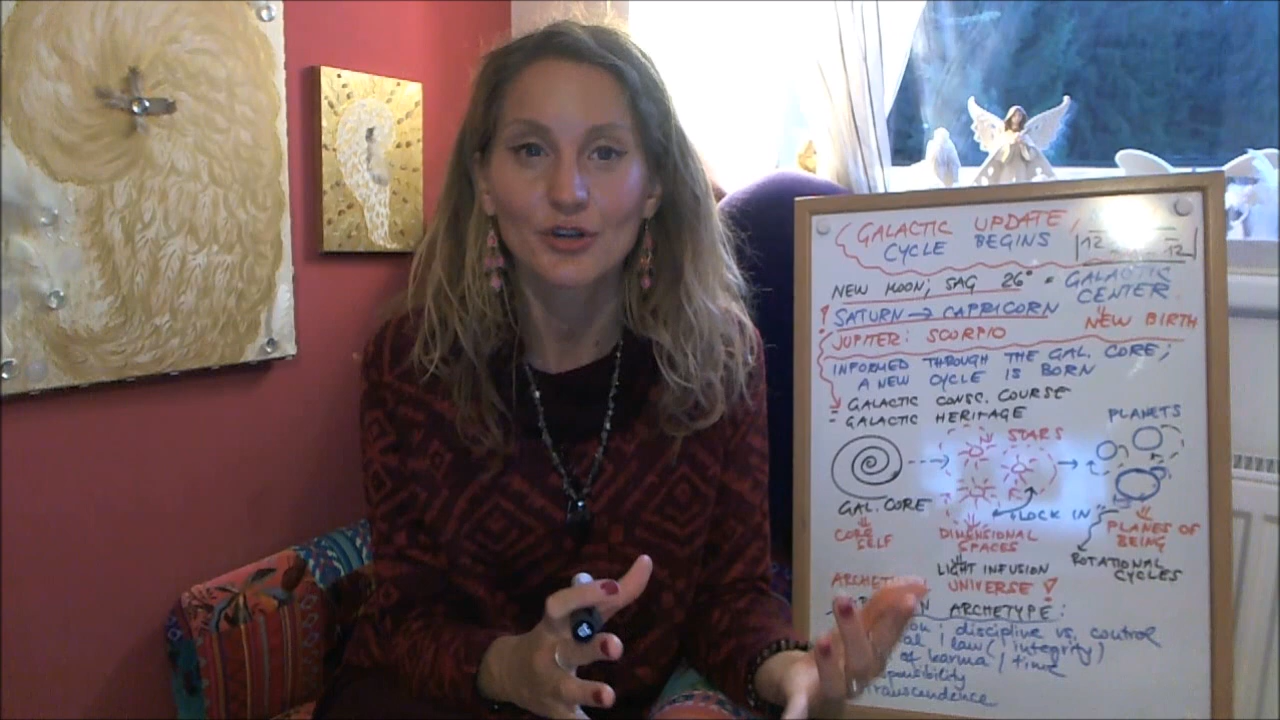 GALACTIC UPDATE,
CYCLE BEGINS
12 12
NEW MOON; SAG 26° = GALACTIC CENTER
! SATURN → CAPRICORN
JUPITER: SCORPIO
NEW BIRTH
INFORMED THROUGH THE GAL. CORE;
A NEW CYCLE IS BORN
- GALACTIC CONSC. COURSE
- GALACTIC HERITAGE
PLANETS
STARS
GAL. CORE
LOCK IN
CORE SELF
DIMENSIONAL SPACES
PLANES OF BEING
LIGHT INFUSION
ROTATIONAL CYCLES
UNIVERSE !
ARCHETYPE:
discipline vs. control
law (integrity)
of karma / time
transcendence